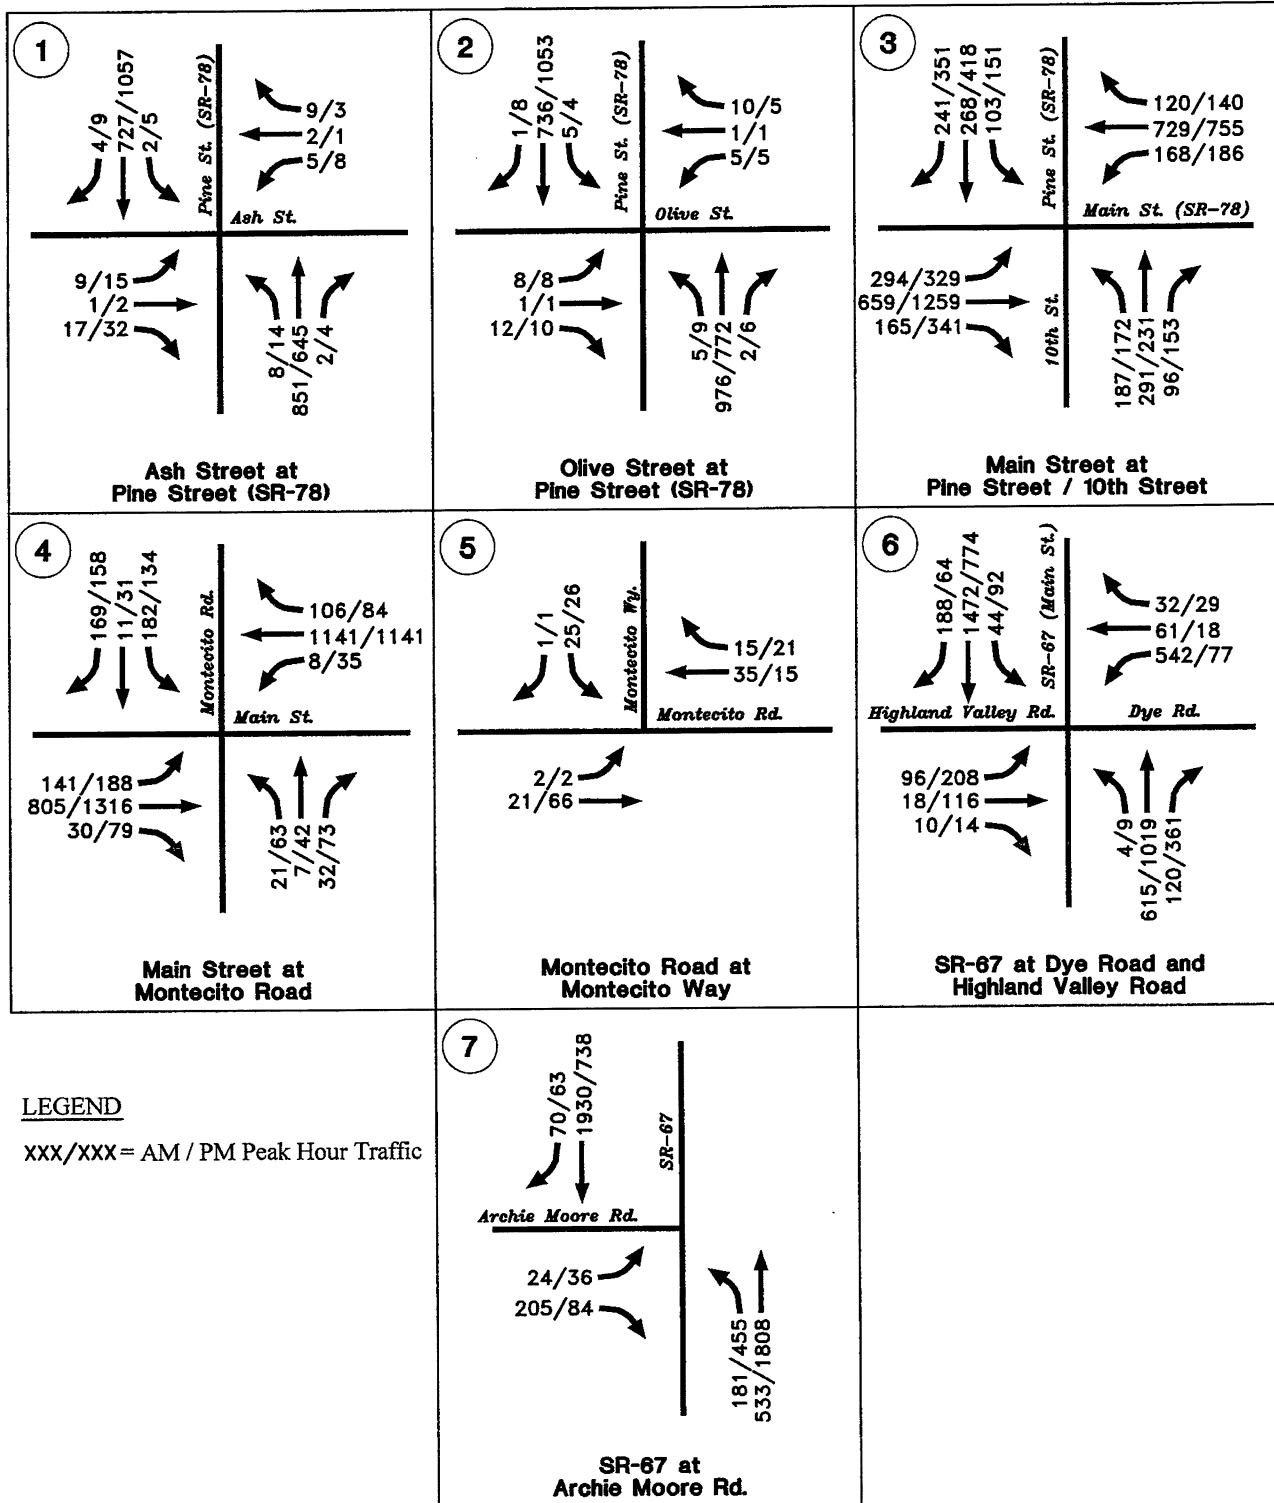 1
4/9
727/1057
2/5
Pine St. (SR-78)
9/3
2/1
5/8
Ash St.
9/15
1/2
17/32
8/14
851/645
2/4
Ash Street at
Pine Street (SR-78)
2
1/8
736/1053
5/4
Pine St. (SR-78)
10/5
1/1
5/5
Olive St.
8/8
1/1
12/10
5/9
976/772
2/6
Olive Street at
Pine Street (SR-78)
3
241/351
268/418
103/151
Pine St. (SR-78)
120/140
729/755
168/186
Main St. (SR-78)
294/329
659/1259
165/341
10th St.
187/172
291/231
96/153
Main Street at
Pine Street / 10th Street
4
169/158
11/31
182/134
Montecito Rd.
106/84
1141/1141
8/35
Main St.
141/188
805/1316
30/79
21/63
7/42
32/73
Main Street at
Montecito Road
5
1/1
25/26
Montecito Wy.
15/21
35/15
Montecito Rd.
2/2
21/66
Montecito Road at
Montecito Way
6
188/64
1472/774
44/92
SR-67 (Main St.)
32/29
61/18
542/77
Highland Valley Rd.
Dye Rd.
96/208
18/116
10/14
4/9
615/1019
120/361
SR-67 at Dye Road and
Highland Valley Road
LEGEND
XXX/XXX = AM / PM Peak Hour Traffic
7
70/63
1930/738
SR-67
Archie Moore Rd.
24/36
205/84
181/455
533/1808
SR-67 at
Archie Moore Rd.